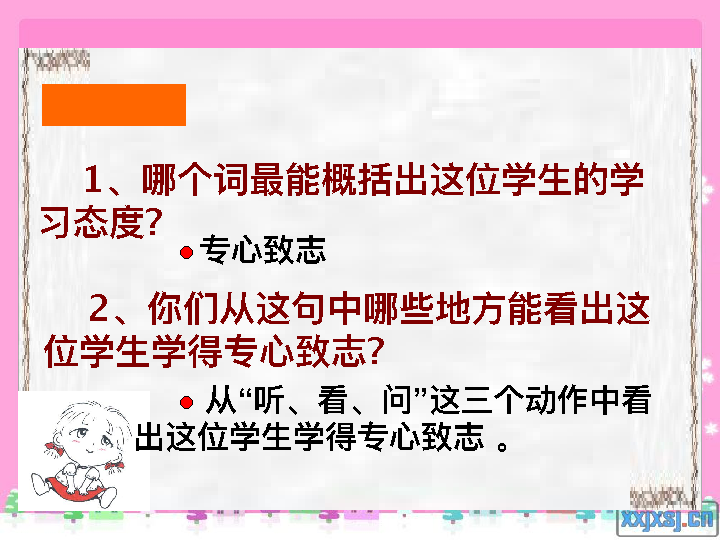 1、哪个词最能概括出这位学生的学
习态度?
●专心致志
2、你们从这句中哪些地方能看出这
位学生学得专心致志?
● 从“听、看、问”这三个动作中看
出这位学生学得专心致志 。
xxjxsj.cn